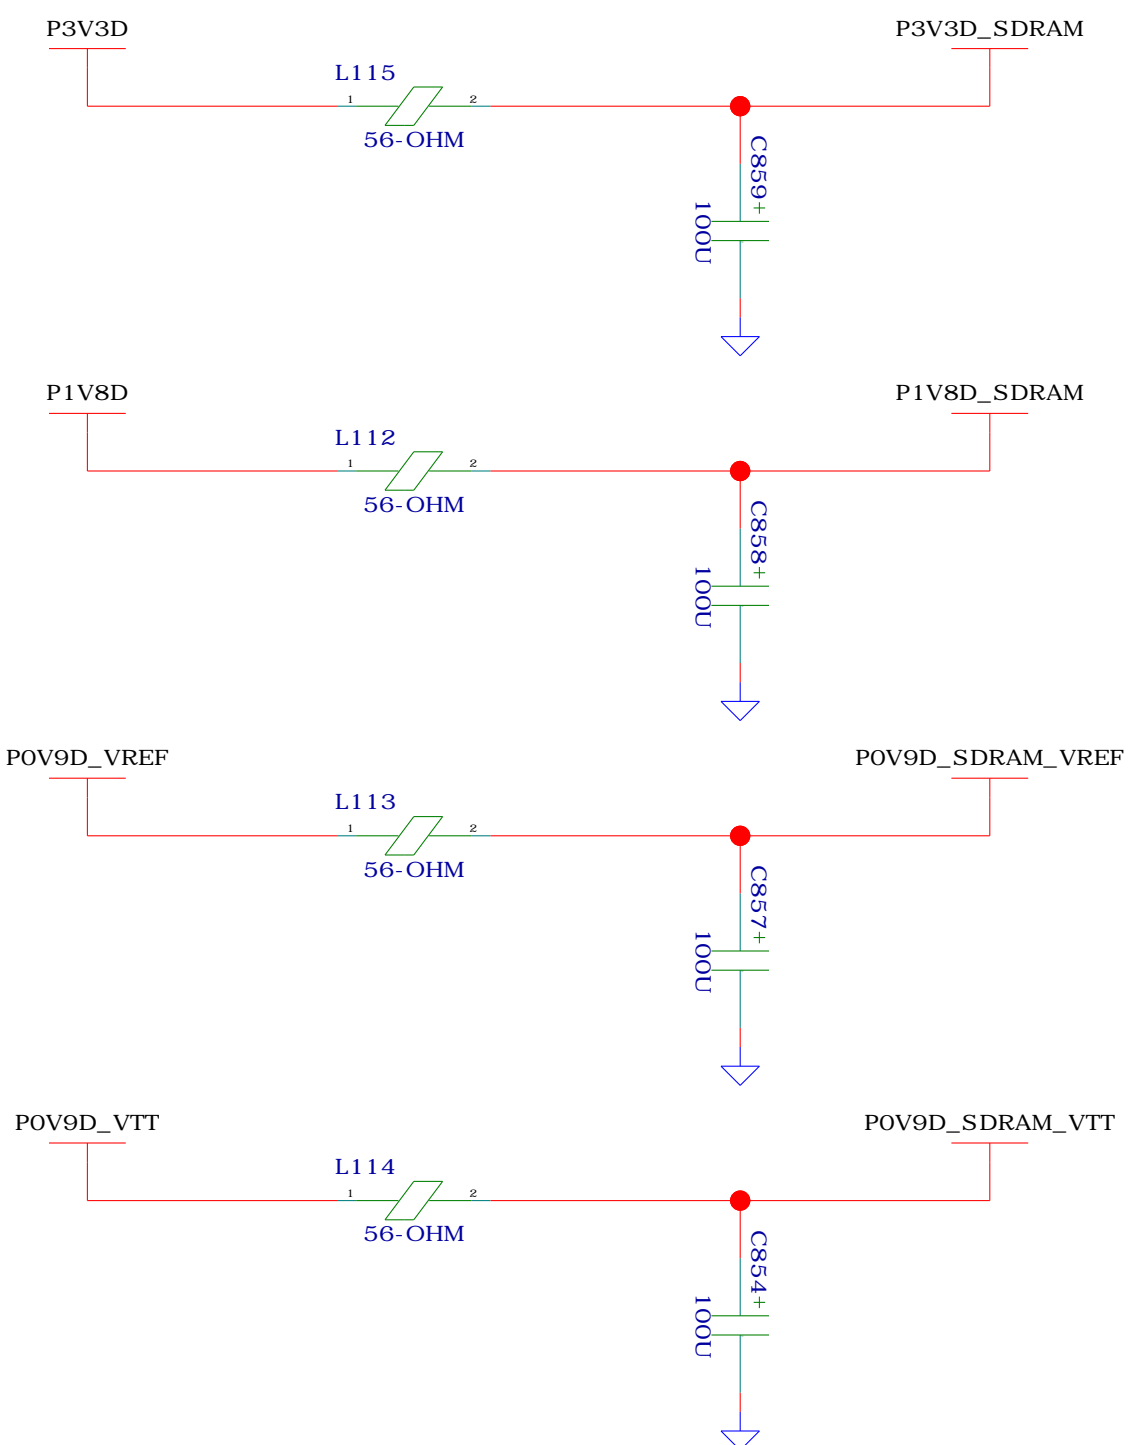 P3V3D
P3V3D_SDRAM
L115
1
2
56-OHM
C859+
100U
P1V8D
P1V8D_SDRAM
L112
1
2
56-OHM
C858+
100U
P0V9D_VREF
P0V9D_SDRAM_VREF
L113
1
2
56-OHM
C857+
100U
P0V9D_VTT
P0V9D_SDRAM_VTT
L114
1
2
56-OHM
C854+
100U